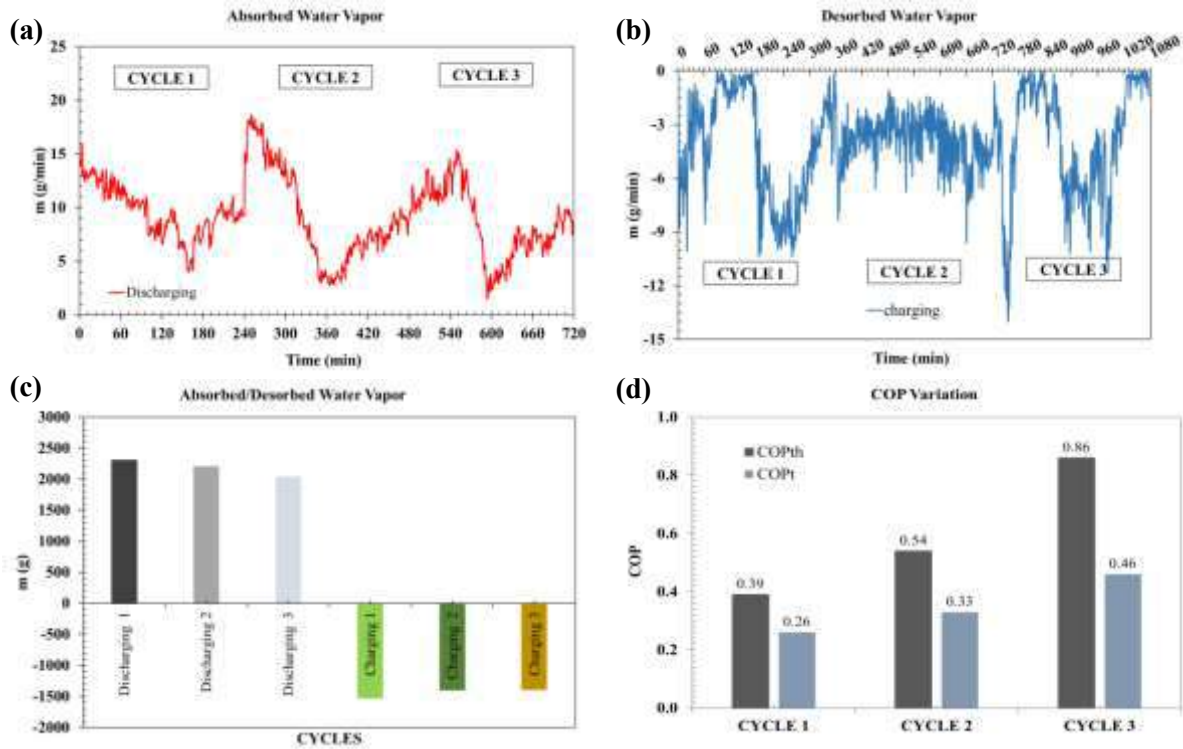 (a)
Absorbed Water Vapor
25
20
15
10
5
0
m (g/min)
CYCLE 1
CYCLE 2
CYCLE 3
Discharging
0 60 120 180 240 300 360 420 480 540 600 660 720
Time (min)
(b)
Desorbed Water Vapor
0 60 120 180 240 300 360 420 480 540 600 660 720 780 840 900 960 1020 1080
0
-3
-6
-9
-12
-15
m (g/min)
CYCLE 1
CYCLE 2
CYCLE 3
charging
Time (min)
(c)
Absorbed/Desorbed Water Vapor
3000
2500
2000
1500
1000
500
0
-500
-1000
-1500
-2000
m (g)
Discharging 1
Discharging 2
Discharging 3
Charging 1
Charging 2
Charging 3
CYCLES
(d)
COP Variation
1.0
0.8
0.6
0.4
0.2
0.0
COP
COPth
COPt
0.39
0.26
0.54
0.33
0.86
0.46
CYCLE 1
CYCLE 2
CYCLE 3